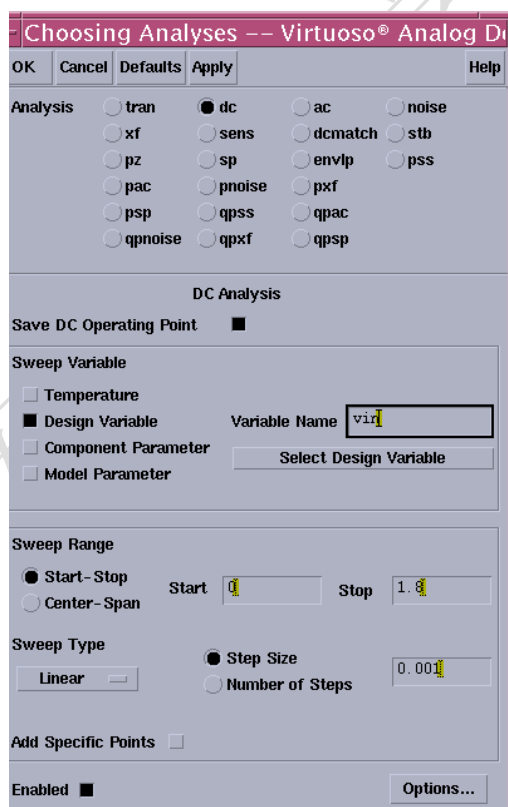 Choosing Analyses -- Virtuoso® Analog D
OK Cancel Defaults Apply Help
Analysis tran dc ac noise
xf sens dcmatch stb
pz sp envlp pss
pac pnoise pxf
psp qpss qpac
qpnoise qpxf qpsp
DC Analysis
Save DC Operating Point
Sweep Variable
Temperature
Design Variable Variable Name vin
Component Parameter
Select Design Variable
Model Parameter
Sweep Range
Start-Stop Start 0 Stop 1.8
Center-Span
Sweep Type
Step Size
Linear 0.001
Number of Steps
Add Specific Points
Enabled Options...